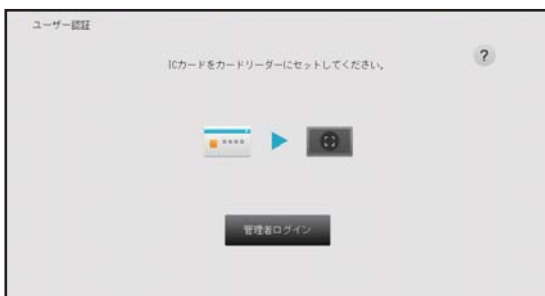 ユーザー認証
ICカードをカードリーダーにセットしてください。
?
管理者ログイン